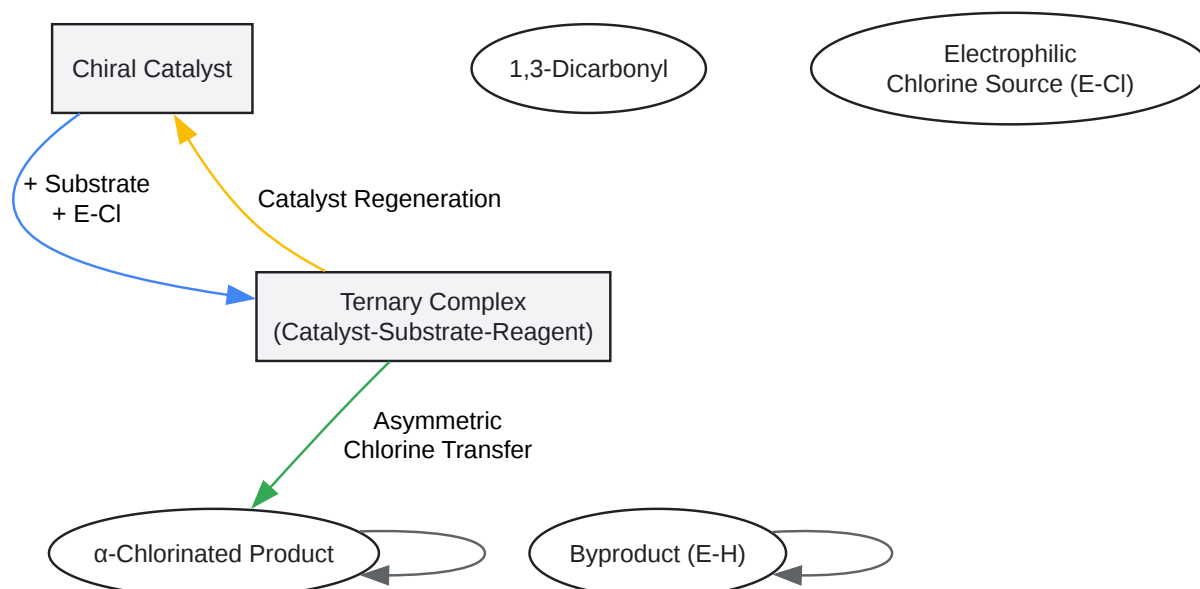 Chiral Catalyst
1,3-Dicarbonyl
Electrophilic
Chlorine Source (E-Cl)
+ Substrate
+ E-Cl
Catalyst Regeneration
Ternary Complex
(Catalyst-Substrate-Reagent)
Asymmetric
Chlorine Transfer
α-Chlorinated Product
Byproduct (E-H)